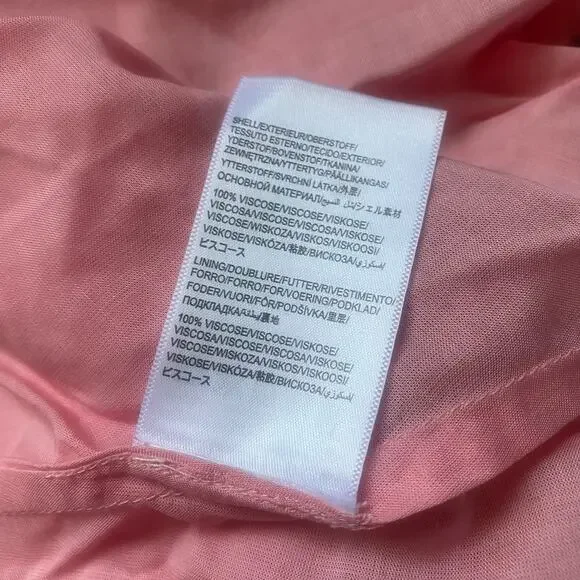 SHELL/EXTERIEUR/OBERSTOFF/
TESSUTO ESTERNO/TECIDO/EXTERIOR/
YDERSTOF/BOVENSTOF/TKANINA/
ZEWNĘTRZNA/YTTERTYG/PÄÄLLIKANGAS/
YTTERSTOFF/SVRCHNÍ LÁTKA/外层/
ОСНОВНОЙ МАТЕРИАЛ/シェル素材
100% VISCOSE/VISCOSE/VISKOSE/
VISCOSA/VISCOSE/VISCOSA/VISKOSE/
VISCOSE/WISKOZA/VISKOS/VISKOOSI/
VISKOSE/VISKÓZA/粘胶/ВИСКОЗА/فسكوزي/
ビスコース
LINING/DOUBLURE/FUTTER/RIVESTIMENTO/
FORRO/FORRO/FOR/VOERING/PODKLAD/
FODER/VUORI/FÔR/PODŠÍVKA/里层/
ПОДКЛАДКА/بطانة/裏地
100% VISCOSE/VISCOSE/VISKOSE/
VISCOSA/VISCOSE/VISCOSA/VISKOSE/
VISCOSE/WISKOZA/VISKOS/VISKOOSI/
VISKOSE/VISKÓZA/粘胶/ВИСКОЗА/فسكوزي/
ビスコース